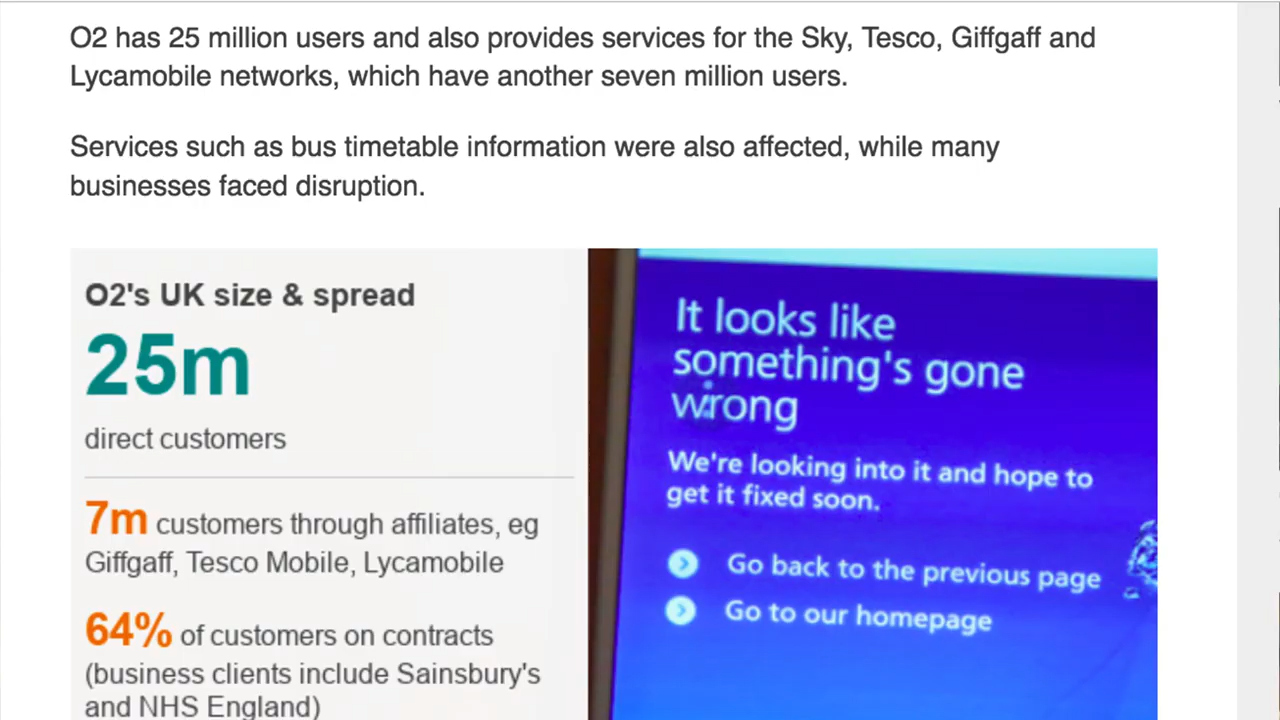 O2 has 25 million users and also provides services for the Sky, Tesco, Giffgaff and
Lycamobile networks, which have another seven million users.
Services such as bus timetable information were also affected, while many
businesses faced disruption.
O2's UK size & spread
25m
direct customers
7m customers through affiliates, eg
Giffgaff, Tesco Mobile, Lycamobile
64% of customers on contracts
(business clients include Sainsbury's
and NHS England)
It looks like
something's gone
wrong
We're looking into it and hope to
get it fixed soon.
Go back to the previous page
Go to our homepage